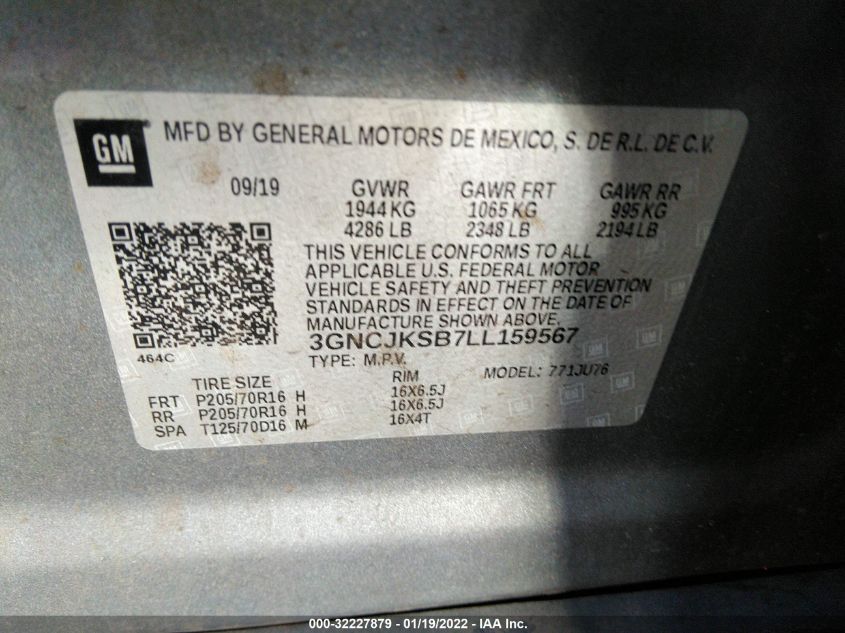 GM
MFD BY GENERAL MOTORS DE MEXICO, S. DE R.L. DE C.V.
09/19 GVWR GAWR FRT GAWR RR
1944 KG 1065 KG 995 KG
4286 LB 2348 LB 2194 LB
THIS VEHICLE CONFORMS TO ALL
APPLICABLE U.S. FEDERAL MOTOR
VEHICLE SAFETY AND THEFT PREVENTION
STANDARDS IN EFFECT ON THE DATE OF
MANUFACTURE SHOWN ABOVE.
3GNCJKSB7LL159567
464C
TYPE: M.P.V. MODEL: 771JU76
TIRE SIZE RIM
FRT P205/70R16 H 16X6.5J
RR P205/70R16 H 16X6.5J
SPA T125/70D16 M 16X4T
000-32227879 - 01/19/2022 - IAA Inc.